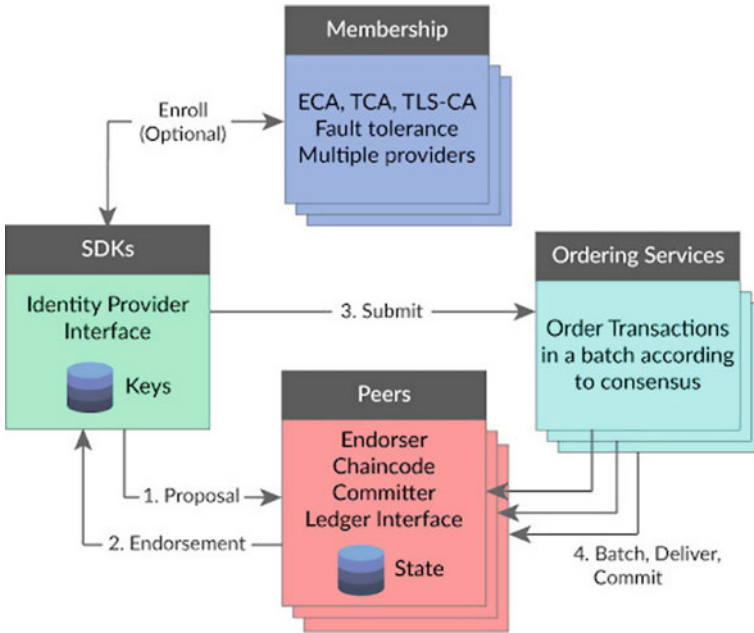 Membership
ECA, TCA, TLS-CA
Fault tolerance
Multiple providers
Enroll
(Optional)
SDKs
Identity Provider
Interface
Keys
3. Submit
Ordering Services
Order Transactions
in a batch according
to consensus
Peers
Endorser
Chaincode
Committer
Ledger Interface
State
1. Proposal
2. Endorsement
4. Batch, Deliver,
Commit